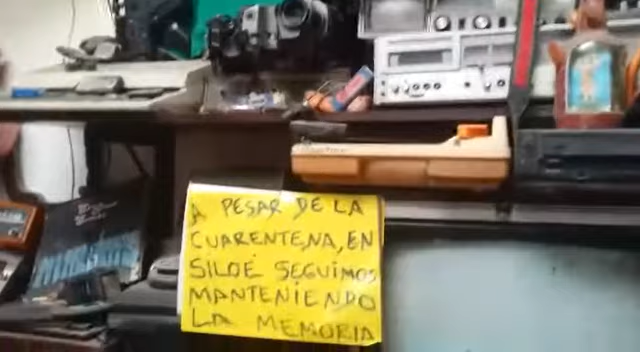 A PESAR DE LA
CUARENTENA, EN
SILOÉ SEGUIMOS
MANTENIENDO
LA MEMORIA